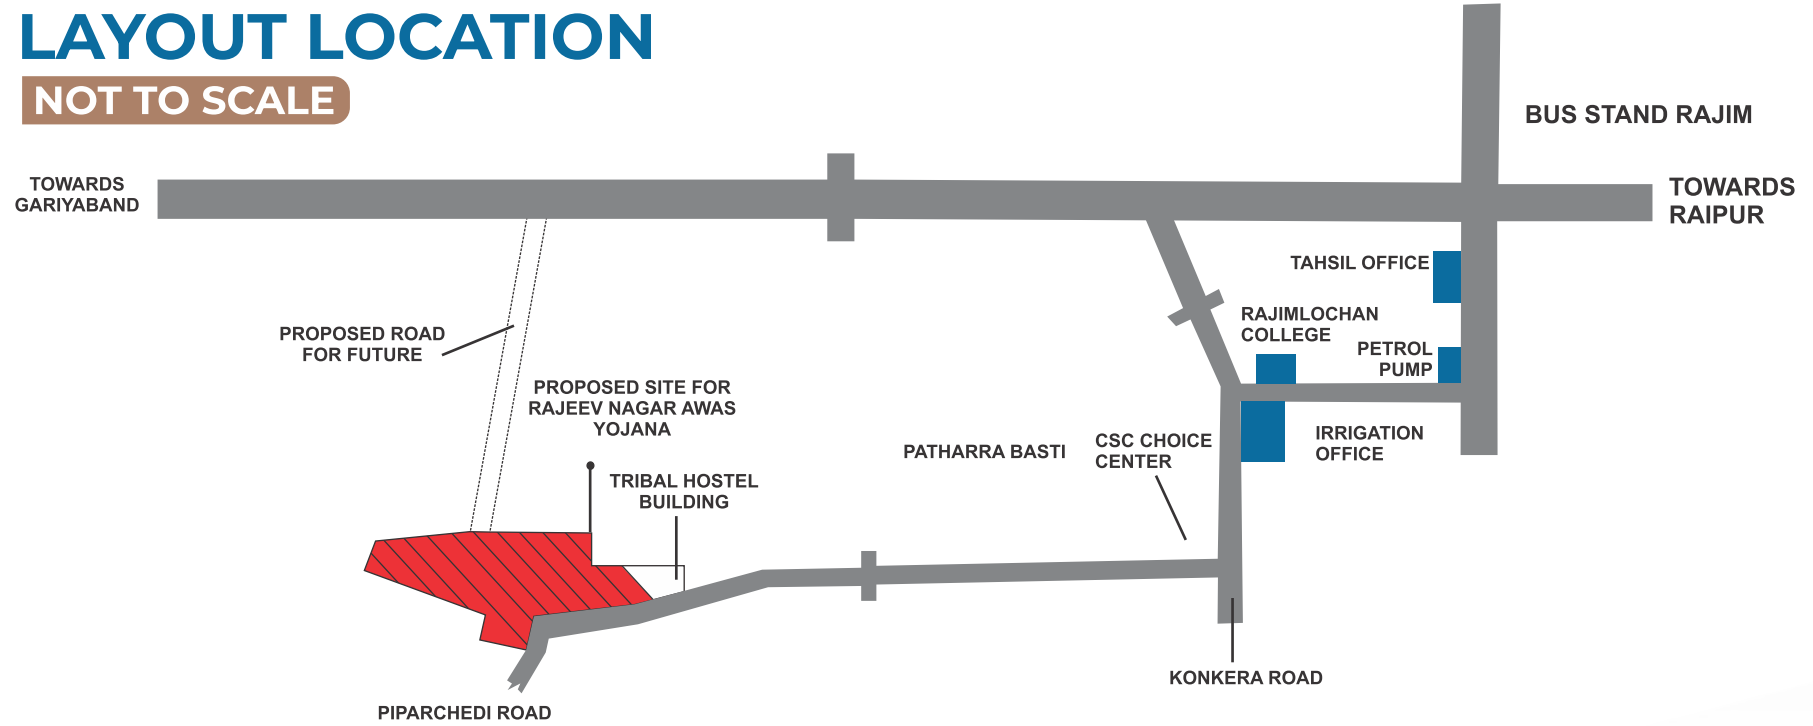 LAYOUT LOCATION
NOT TO SCALE
BUS STAND RAJIM
TOWARDS
GARIYABAND
TOWARDS
RAIPUR
TAHSIL OFFICE
RAJIMLOCHAN
COLLEGE
PETROL
PUMP
PROPOSED ROAD
FOR FUTURE
PROPOSED SITE FOR
RAJEEV NAGAR AWAS
YOJANA
TRIBAL HOSTEL
BUILDING
PATHARRA BASTI
CSC CHOICE
CENTER
IRRIGATION
OFFICE
KONKERA ROAD
PIPARCHEDI ROAD